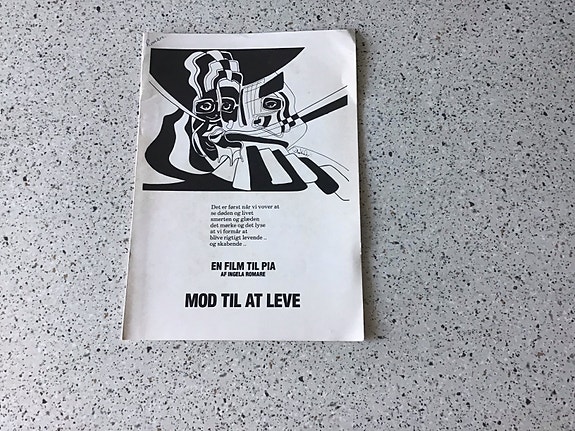 Det er først når vi vover at
se døden og livet
smerten og glæden
det mørke og det lyse
at vi formår at
blive rigtigt levende ..
og skabende ..
EN FILM TIL PIA
AF INGELA ROMARE
MOD TIL AT LEVE